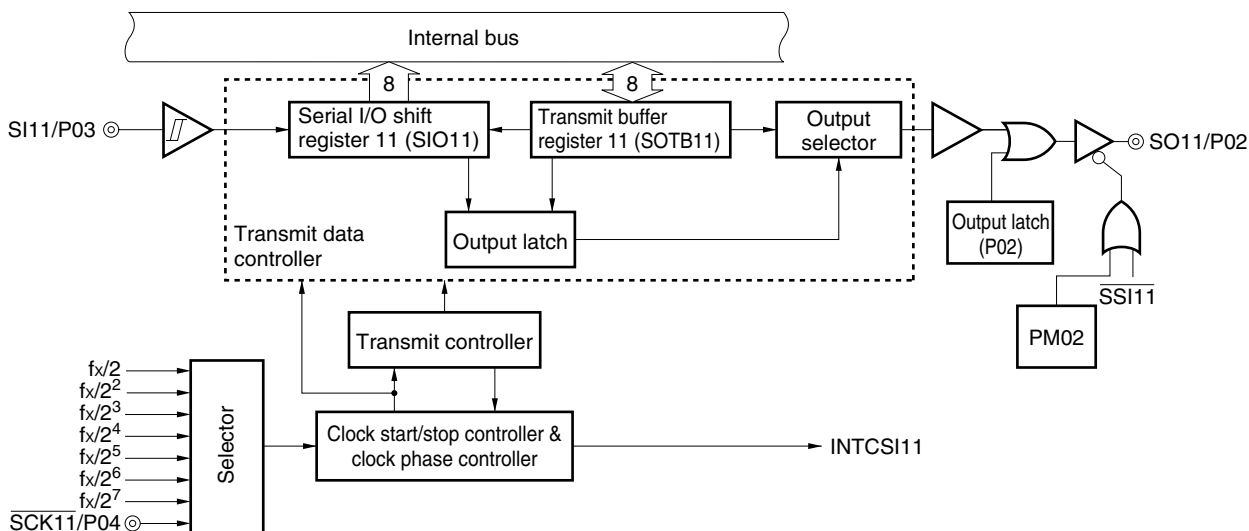 Internal bus
8
8
SI11/P03
Serial I/O shift
register 11 (SIO11)
Transmit buffer
register 11 (SOTB11)
Output
selector
SO11/P02
Output latch
Output latch
(P02)
Transmit data
controller
SSI11
PM02
Transmit controller
fx/2
fx/2²
fx/2³
fx/2⁴
fx/2⁵
fx/2⁶
fx/2⁷
SCK11/P04
Selector
Clock start/stop controller &
clock phase controller
INTCSI11